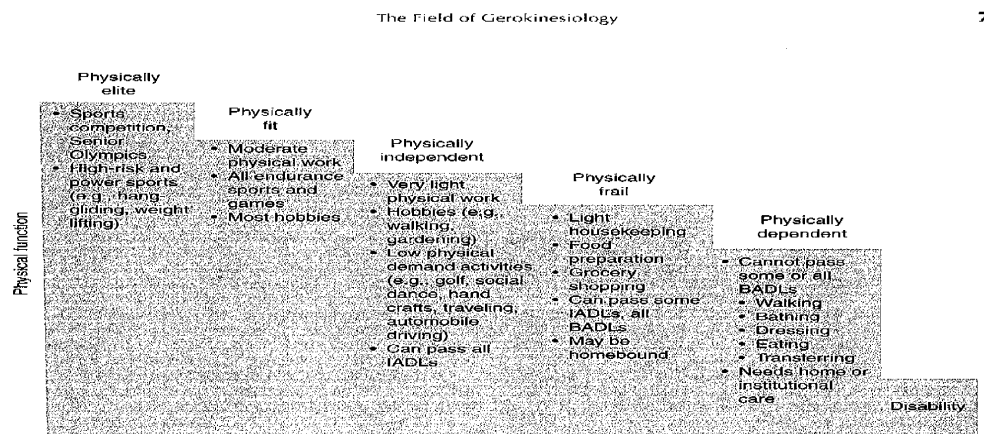 The Field of Gerokinesiology
7
Physically
elite
• Sports
competition,
Senior
Olympics
• High-risk and
power sports
(e.g., hang
gliding, weight
lifting)
Physically
fit
• Moderate
physical work
• All endurance
sports and
games
• Most hobbies
Physically
independent
• Very light
physical work
• Hobbies (e.g.,
walking,
gardening)
• Low physical
demand activities
(e.g., golf, social
dance, hand
crafts, traveling,
automobile
driving)
• Can pass all
IADLs
Physically
frail
• Light
housekeeping
• Food
preparation
• Grocery
shopping
• Can pass some
IADLs, all
BADLs
• May be
homebound
Physically
dependent
• Cannot pass
some or all
BADLs
• Walking
• Bathing
• Dressing
• Eating
• Transferring
• Needs home or
institutional
care
Disability
Physical function